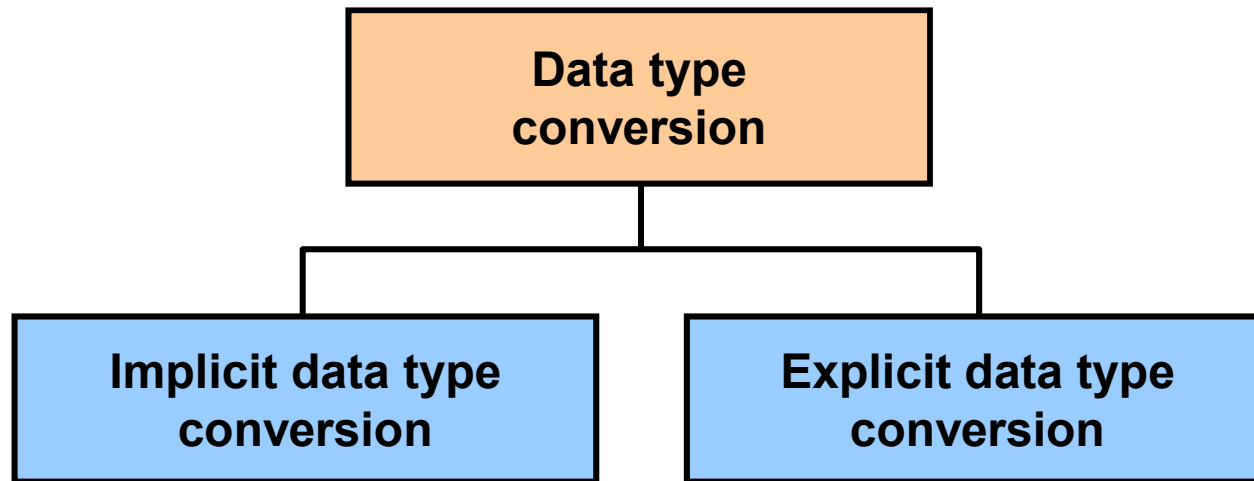 Data type
conversion
Implicit data type
conversion
Explicit data type
conversion